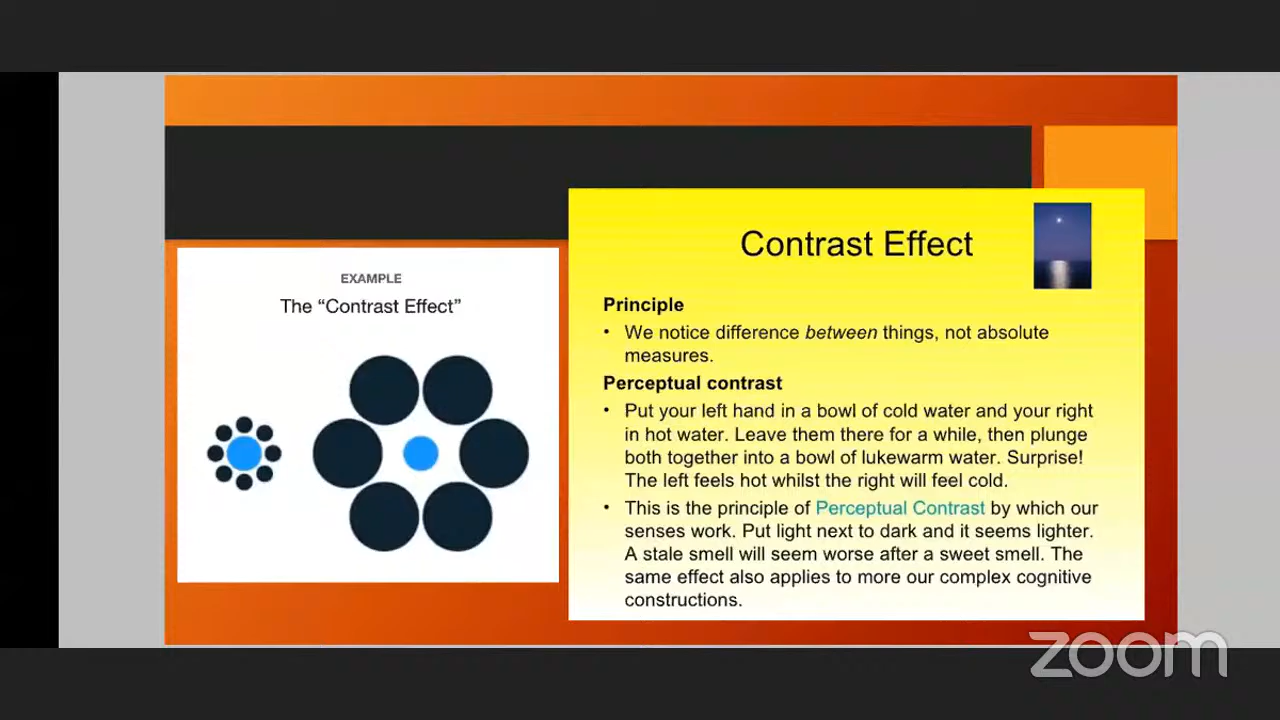 EXAMPLE
The “Contrast Effect”
Contrast Effect
Principle
• We notice difference between things, not absolute
measures.
Perceptual contrast
• Put your left hand in a bowl of cold water and your right
in hot water. Leave them there for a while, then plunge
both together into a bowl of lukewarm water. Surprise!
The left feels hot whilst the right will feel cold.
• This is the principle of Perceptual Contrast by which our
senses work. Put light next to dark and it seems lighter.
A stale smell will seem worse after a sweet smell. The
same effect also applies to more our complex cognitive
constructions.
zoom